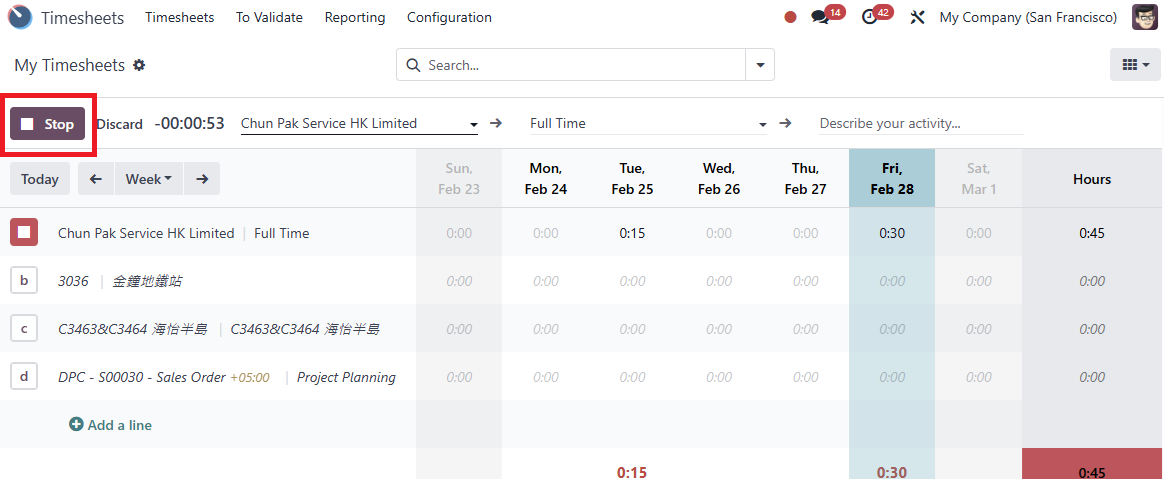 Timesheets Timesheets To Validate Reporting Configuration 14 42 My Company (San Francisco)
My Timesheets Search...
Stop Discard -00:00:53 Chun Pak Service HK Limited Full Time Describe your activity...
Today Week Sun, Feb 23 Mon, Feb 24 Tue, Feb 25 Wed, Feb 26 Thu, Feb 27 Fri, Feb 28 Sat, Mar 1 Hours
Chun Pak Service HK Limited | Full Time 0:00 0:00 0:15 0:00 0:00 0:30 0:00 0:45
b 3036 | 金鐘地鐵站 0:00 0:00 0:00 0:00 0:00 0:00 0:00 0:00
c C3463&C3464 海怡半島 | C3463&C3464 海怡半島 0:00 0:00 0:00 0:00 0:00 0:00 0:00 0:00
d DPC - S00030 - Sales Order +05:00 | Project Planning 0:00 0:00 0:00 0:00 0:00 0:00 0:00 0:00
Add a line
0:15 0:30 0:45